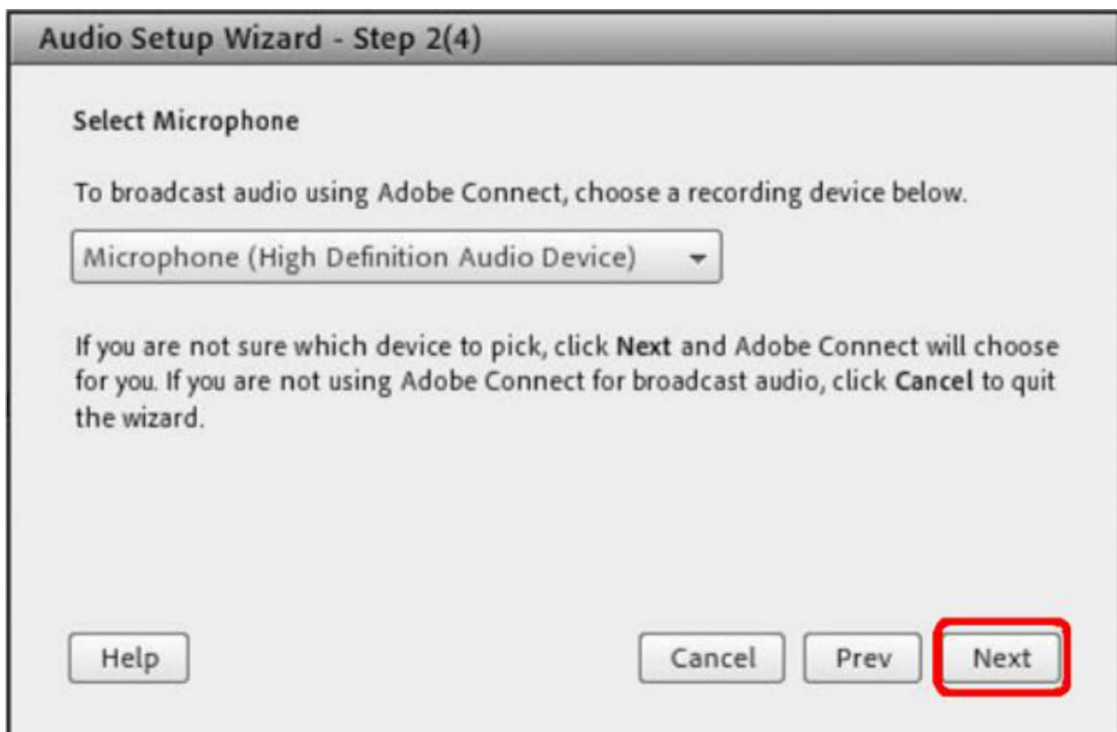 Audio Setup Wizard - Step 2(4)
Select Microphone
To broadcast audio using Adobe Connect, choose a recording device below.
Microphone (High Definition Audio Device)
If you are not sure which device to pick, click Next and Adobe Connect will choose
for you. If you are not using Adobe Connect for broadcast audio, click Cancel to quit
the wizard.
Help Cancel Prev Next